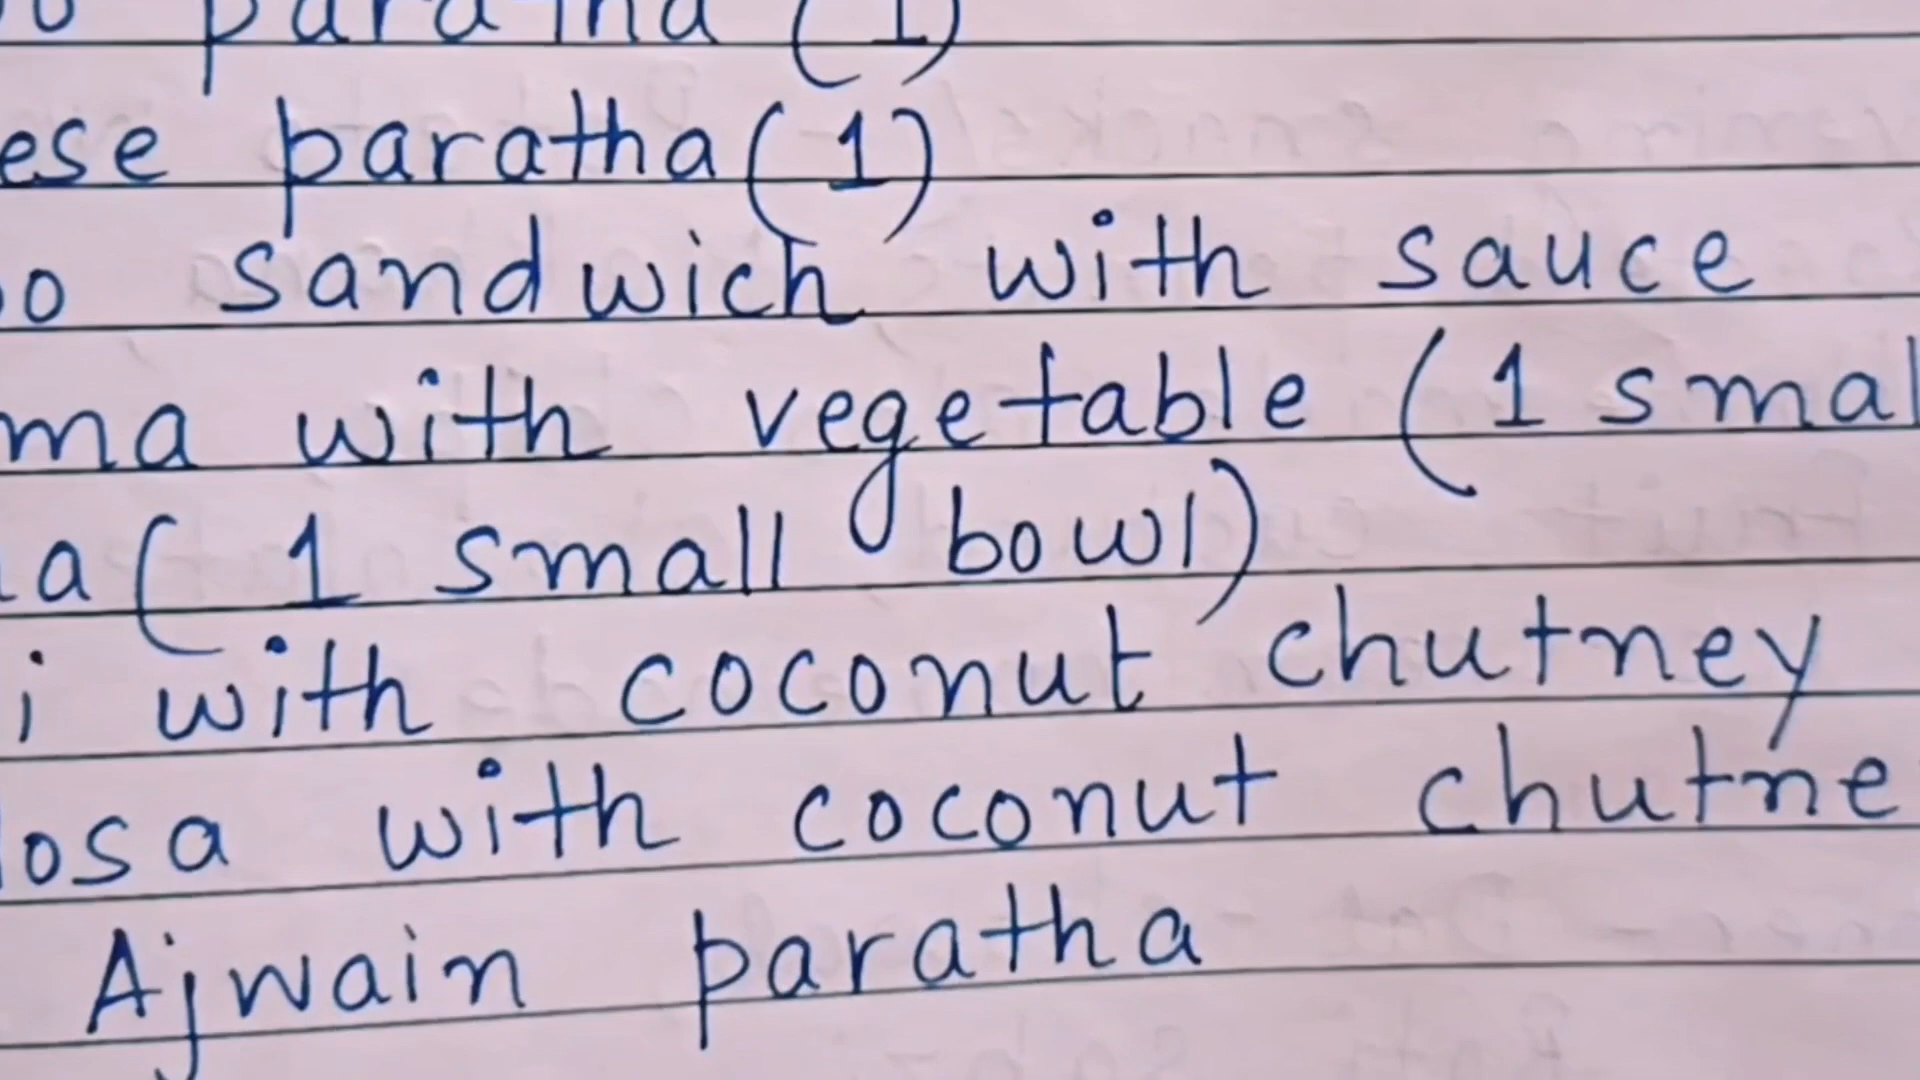 o paratha (1)
ese paratha (1)
o sandwich with sauce
ma with vegetable (1 smal
a (1 small bowl)
i with coconut chutney
osa with coconut chutne
Ajwain paratha